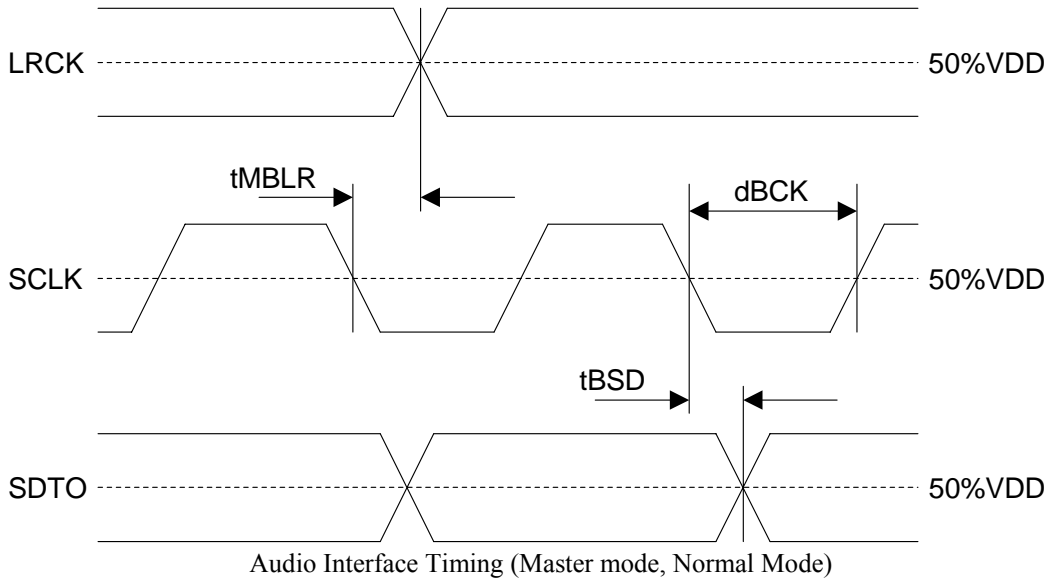 LRCK
50%VDD
tMBLR
dBCK
SCLK
50%VDD
tBSD
SDTO
50%VDD
Audio Interface Timing (Master mode, Normal Mode)